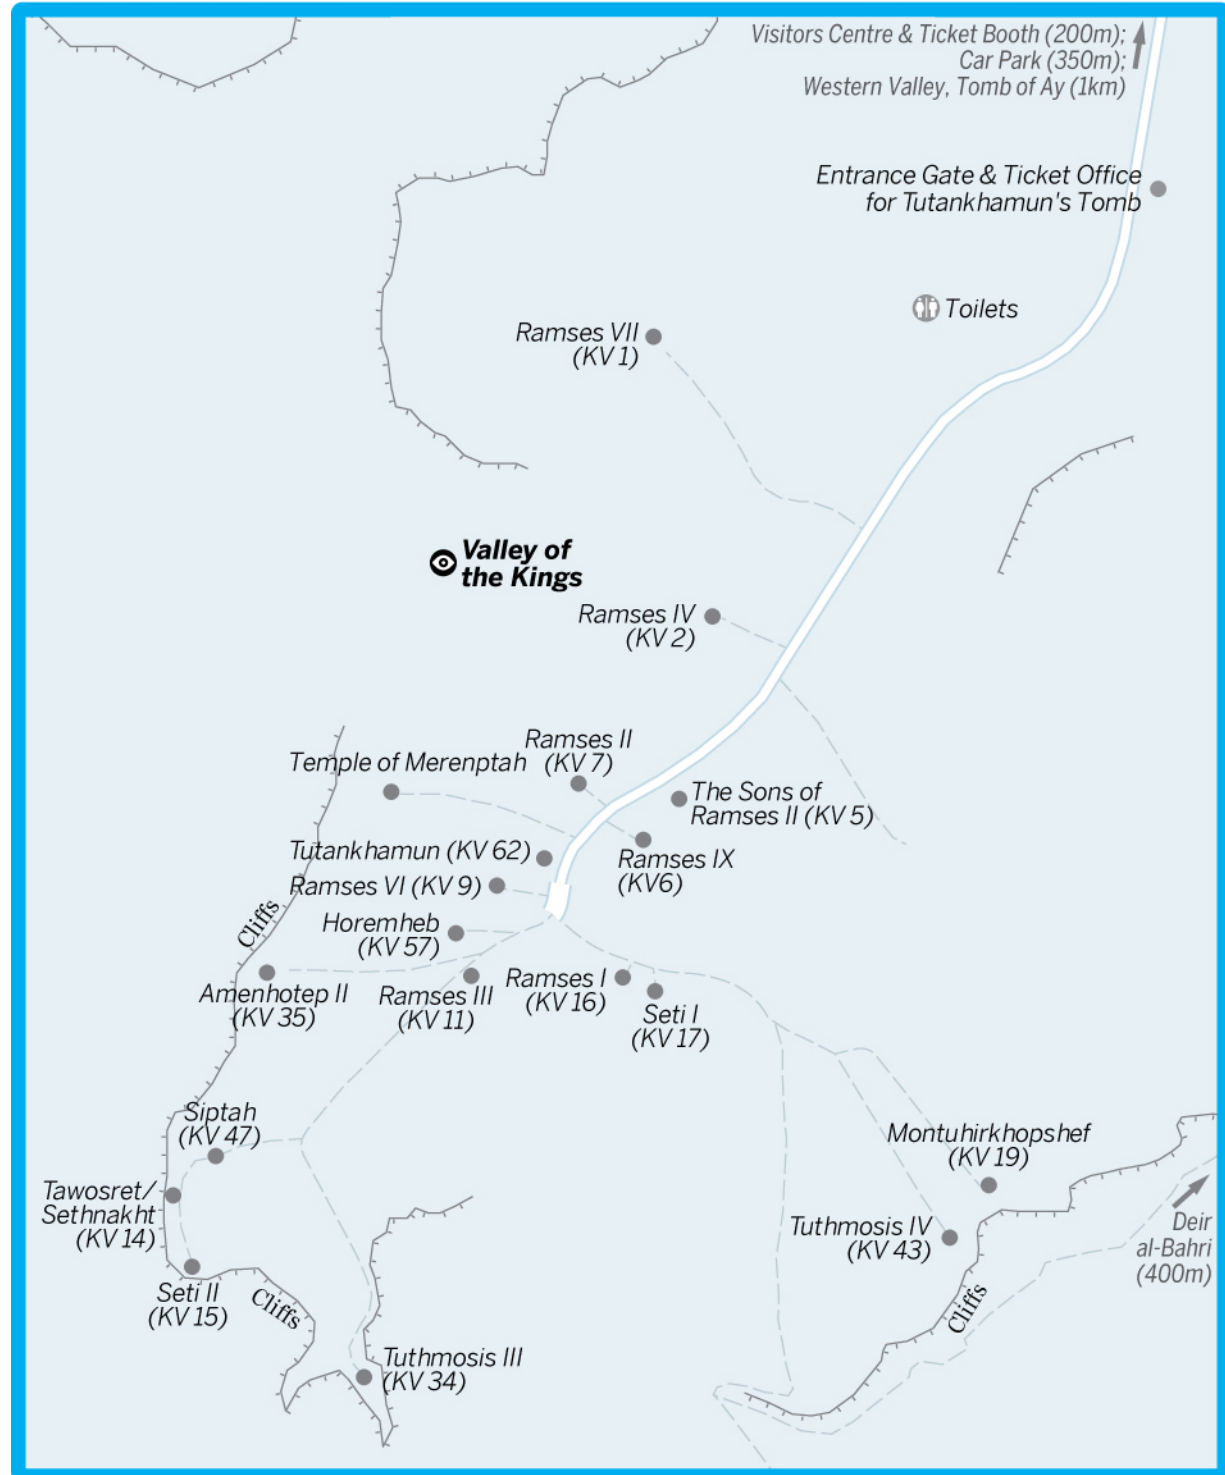 Visitors Centre & Ticket Booth (200m);
Car Park (350m);
Western Valley, Tomb of Ay (1km)
Entrance Gate & Ticket Office
for Tutankhamun's Tomb
Toilets
Ramses VII
(KV 1)
Valley of
the Kings
Ramses IV
(KV 2)
Ramses II
(KV 7)
Temple of Merenptah
The Sons of
Ramses II (KV 5)
Tutankhamun (KV 62)
Ramses IX
(KV6)
Ramses VI (KV 9)
Cliffs
Horemheb
(KV 57)
Amenhotep II
(KV 35)
Ramses III
(KV 11)
Ramses I
(KV 16)
Seti I
(KV 17)
Siptah
(KV 47)
Montuhirkhopshef
(KV 19)
Tawosret/
Sethnakht
(KV 14)
Tuthmosis IV
(KV 43)
Deir
al-Bahri
(400m)
Seti II
(KV 15)
Cliffs
Cliffs
Tuthmosis III
(KV 34)